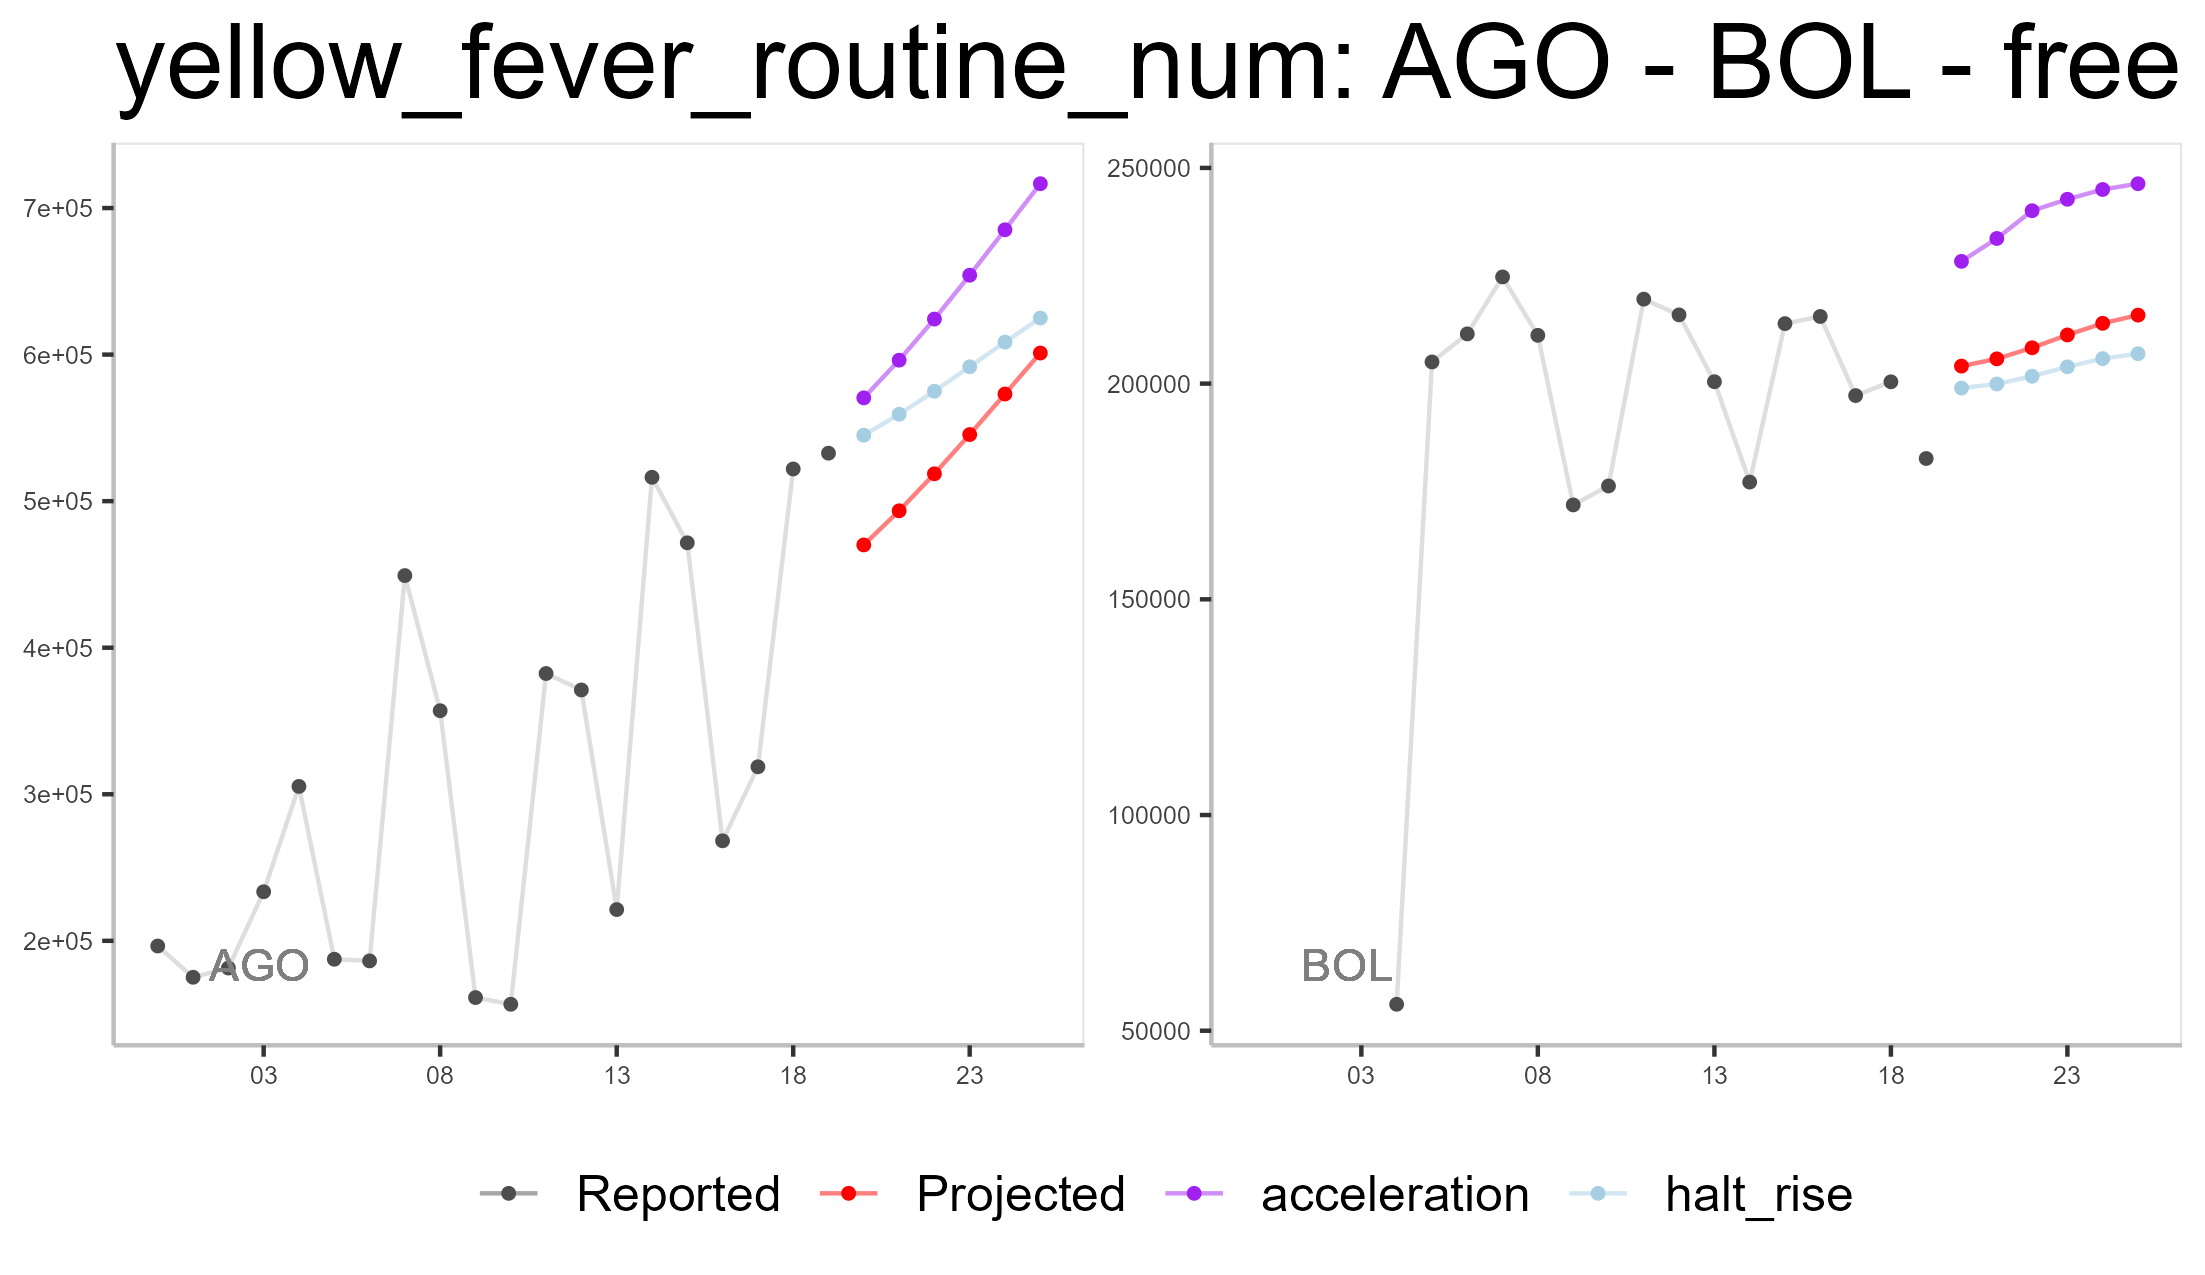 yellow_fever_routine_num: AGO - BOL - free
7e+05
6e+05
5e+05
4e+05
3e+05
2e+05
AGO
03
08
13
18
23
250000
200000
150000
100000
50000
BOL
03
08
13
18
23
Reported
Projected
acceleration
halt_rise